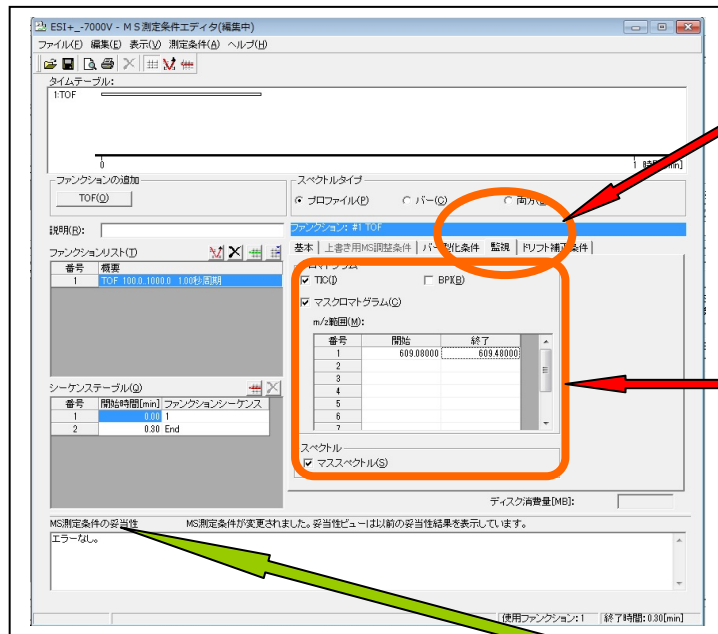 ESI+_-7000V - MS測定条件エディタ(編集中)
ファイル(F) 編集(E) 表示(V) 測定条件(A) ヘルプ(H)
タイムテーブル:
1:TOF
0 1 時間[min]
ファンクションの追加
TOF(O)
スペクトルタイプ
プロファイル(P) バー(C) 両方
説明(R):
ファンクション: #1 TOF
ファンクションリスト(T)
基本 上書き用MS調整条件 バー 化条件 監視 ドリフト補正条件
番号 概要
1 TOF 100.0..1000.0 1.00秒周期
TIC(I) BPI(B)
マスクロマトグラム(C)
m/z範囲(M):
番号 開始 終了
1 609.08000 609.48000
2
3
4
5
6
7
シーケンステーブル(Q)
番号 開始時間[min] ファンクションシーケンス
1 0.00 1
2 0.30 End
スペクトル
マススペクトル(S)
ディスク消費量[MB]:
MS測定条件の妥当性 MS測定条件が変更されました。妥当性ビューは以前の妥当性結果を表示しています。
エラーなし。
使用ファンクション: 1 終了時間: 0.30[min]